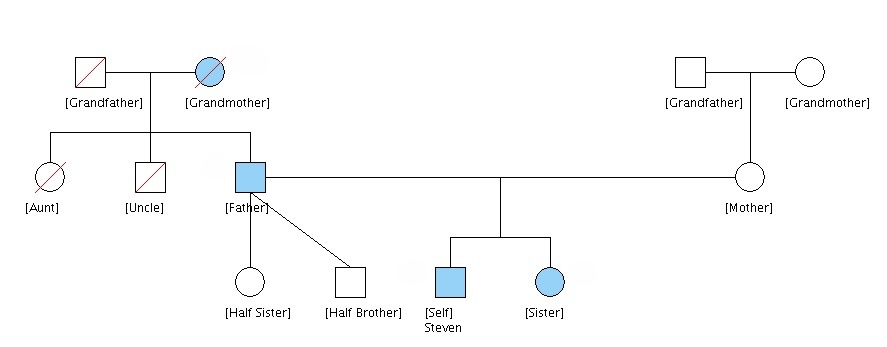 [Grandfather] [Grandmother] [Grandfather] [Grandmother]
[Aunt] [Uncle] [Father] [Mother]
[Half Sister] [Half Brother] [Self] [Sister]
Steven